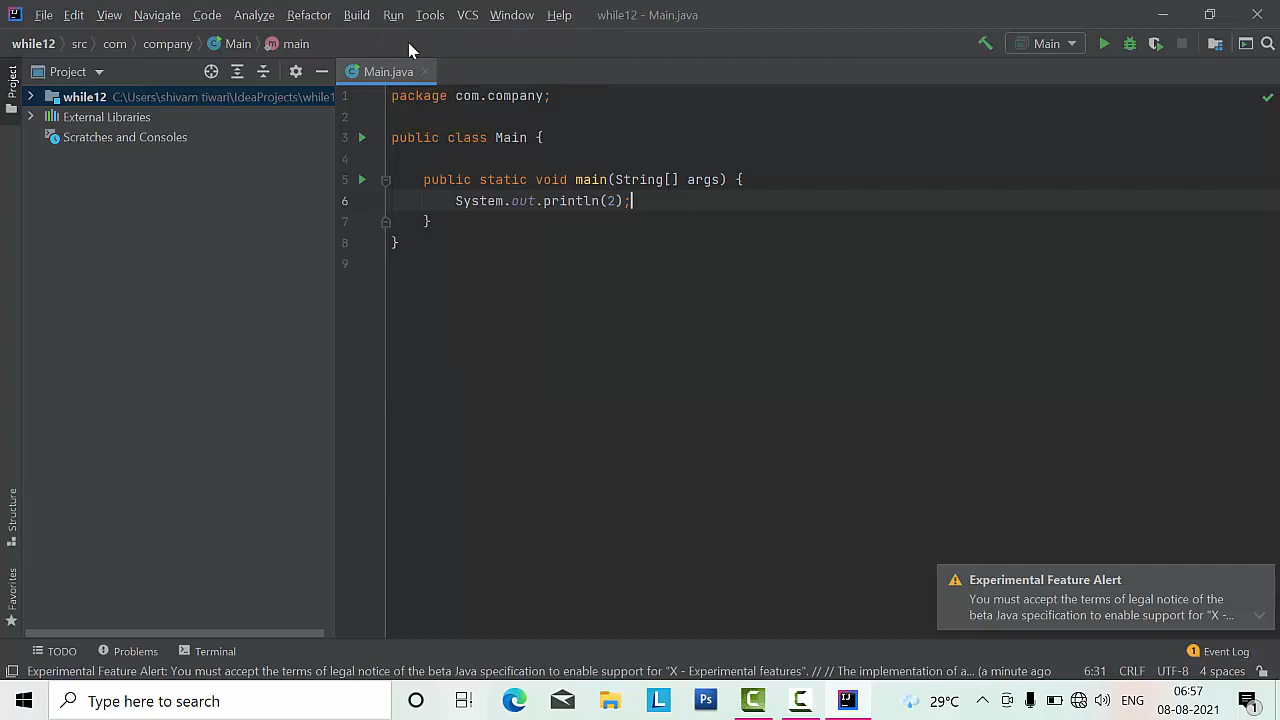 File Edit View Navigate Code Analyze Refactor Build Run Tools VCS Window Help while12 - Main.java
while12 src com company Main main Main
Project Main.java
Project
while12 C:\Users\shivam tiwari\IdeaProjects\while1
External Libraries
Scratches and Consoles
1 package com.company;
2
3 public class Main {
4
5 public static void main(String[] args) {
6 System.out.println(2);
7 }
8 }
9
Structure
Favorites
Experimental Feature Alert
You must accept the terms of legal notice of the
beta Java specification to enable support for "X -...
TODO Problems Terminal 1 Event Log
Experimental Feature Alert: You must accept the terms of legal notice of the beta Java specification to enable support for "X - Experimental features". // // The implementation of a... (a minute ago 6:31 CRLF UTF-8 4 spaces
Type here to search L Ps C C IJ 29°C ENG 06:57
08-08-2021 1